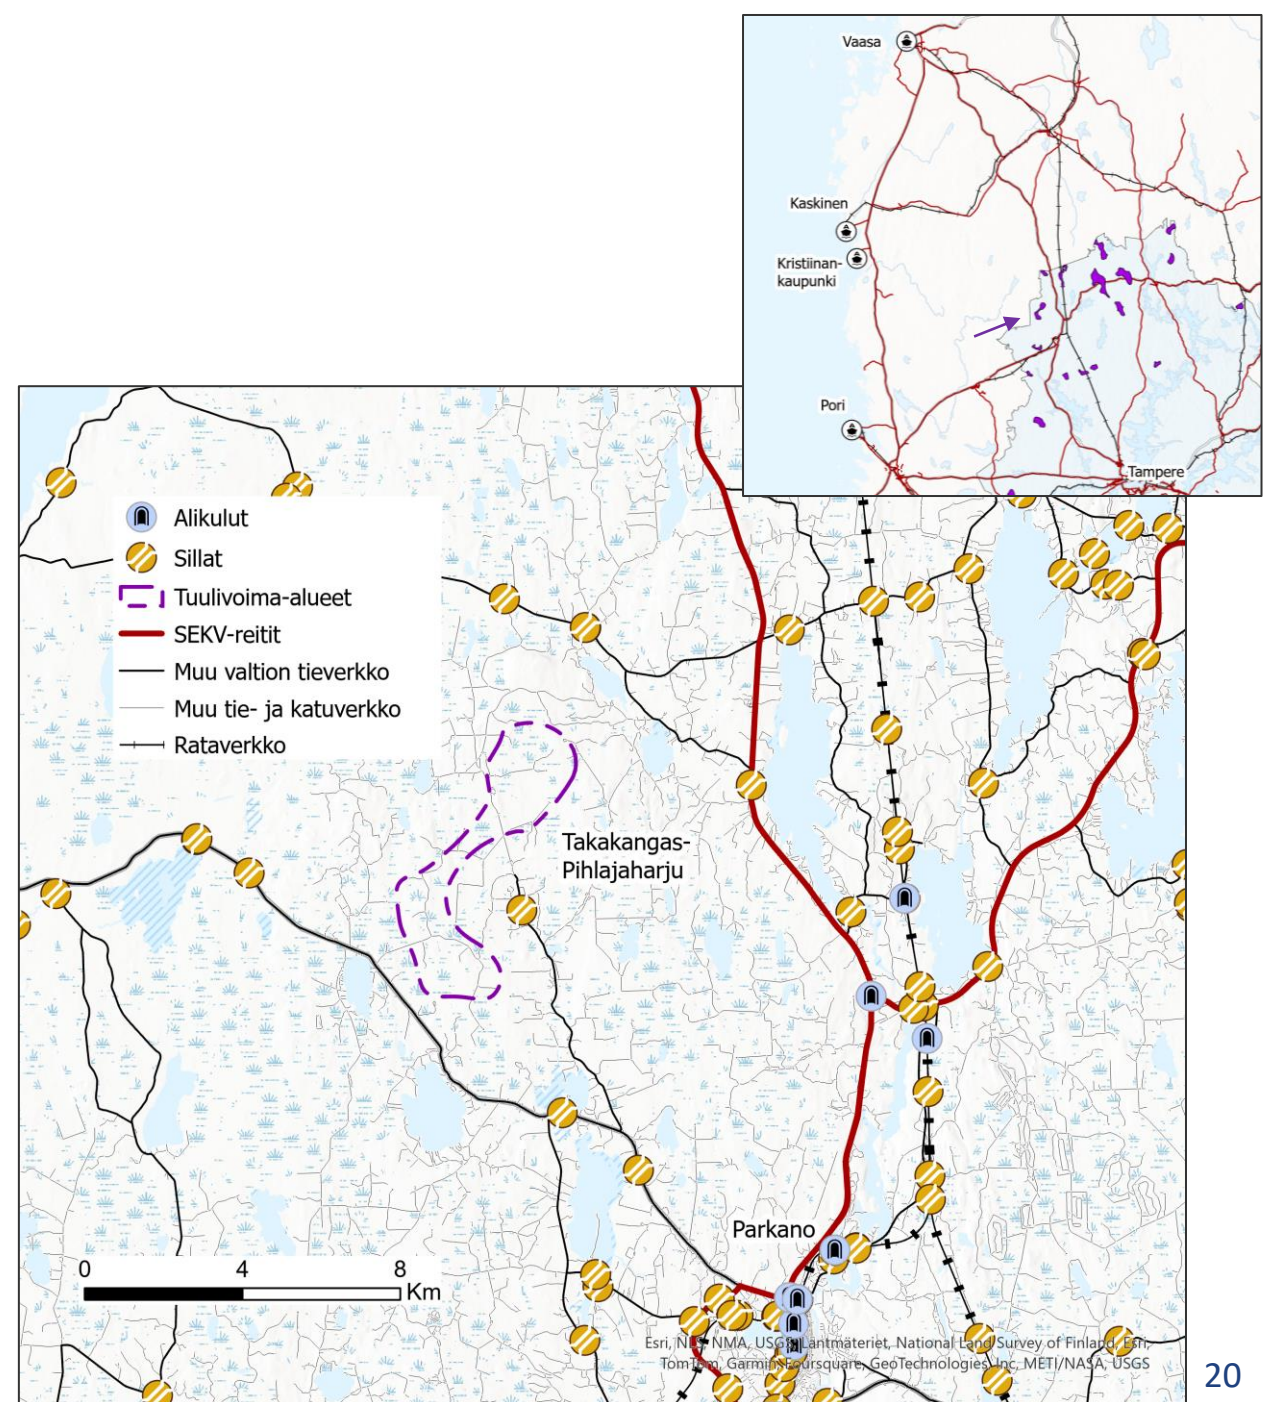 Vaasa
Kaskinen
Kristiinan-
kaupunki
Pori
Tampere
Alikulut
Sillat
Tuulivoima-alueet
SEKV-reitit
Muu valtion tieverkko
Muu tie- ja katuverkko
Rataverkko
Takakangas-
Pihlajaharju
Parkano
0 4 8
Km
Esri, NLS, NMA, USGS, Lantmäteriet, National Land Survey of Finland, Esri,
TomTom, Garmin, Foursquare, GeoTechnologies, Inc, METI/NASA, USGS
20